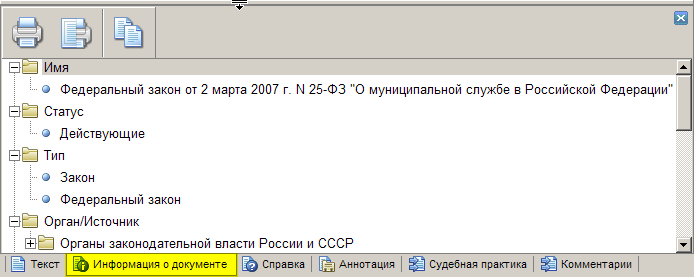 Имя
Федеральный закон от 2 марта 2007 г. N 25-ФЗ "О муниципальной службе в Российской Федерации"
Статус
Действующие
Тип
Закон
Федеральный закон
Орган/Источник
Органы законодательной власти России и СССР
Текст Информация о документе Справка Аннотация Судебная практика Комментарии